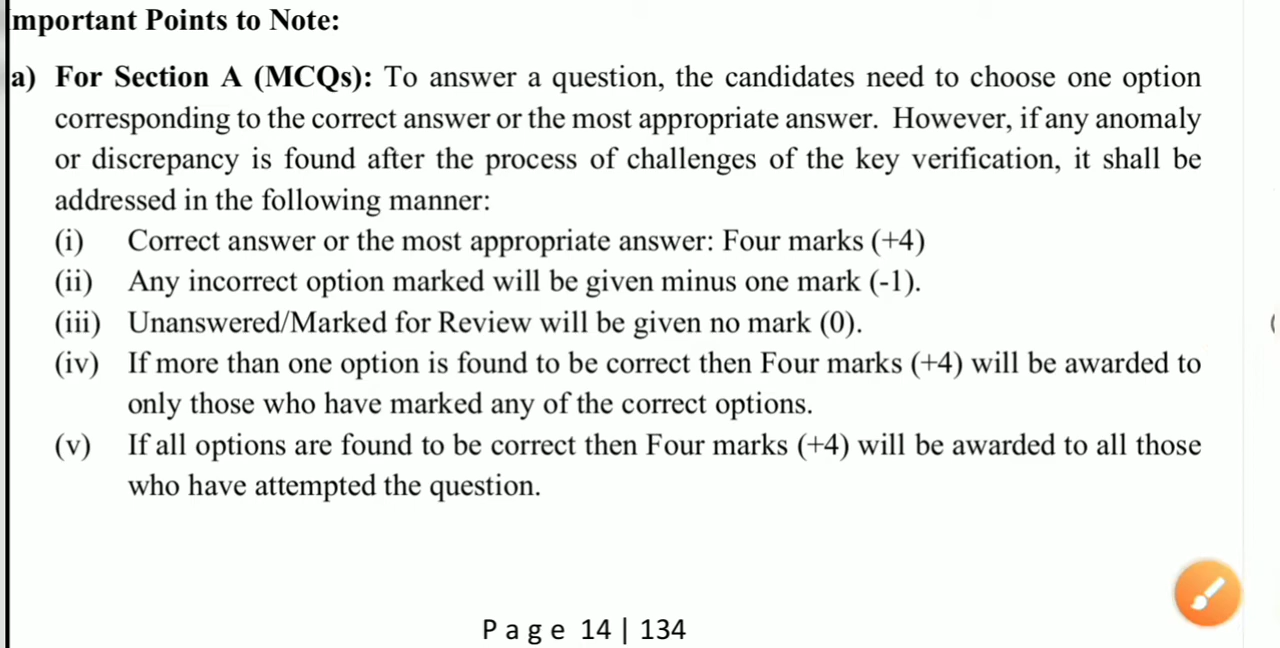 mportant Points to Note:
a) For Section A (MCQs): To answer a question, the candidates need to choose one option
corresponding to the correct answer or the most appropriate answer. However, if any anomaly
or discrepancy is found after the process of challenges of the key verification, it shall be
addressed in the following manner:
(i) Correct answer or the most appropriate answer: Four marks (+4)
(ii) Any incorrect option marked will be given minus one mark (-1).
(iii) Unanswered/Marked for Review will be given no mark (0).
(iv) If more than one option is found to be correct then Four marks (+4) will be awarded to
only those who have marked any of the correct options.
(v) If all options are found to be correct then Four marks (+4) will be awarded to all those
who have attempted the question.
Page 14| 134